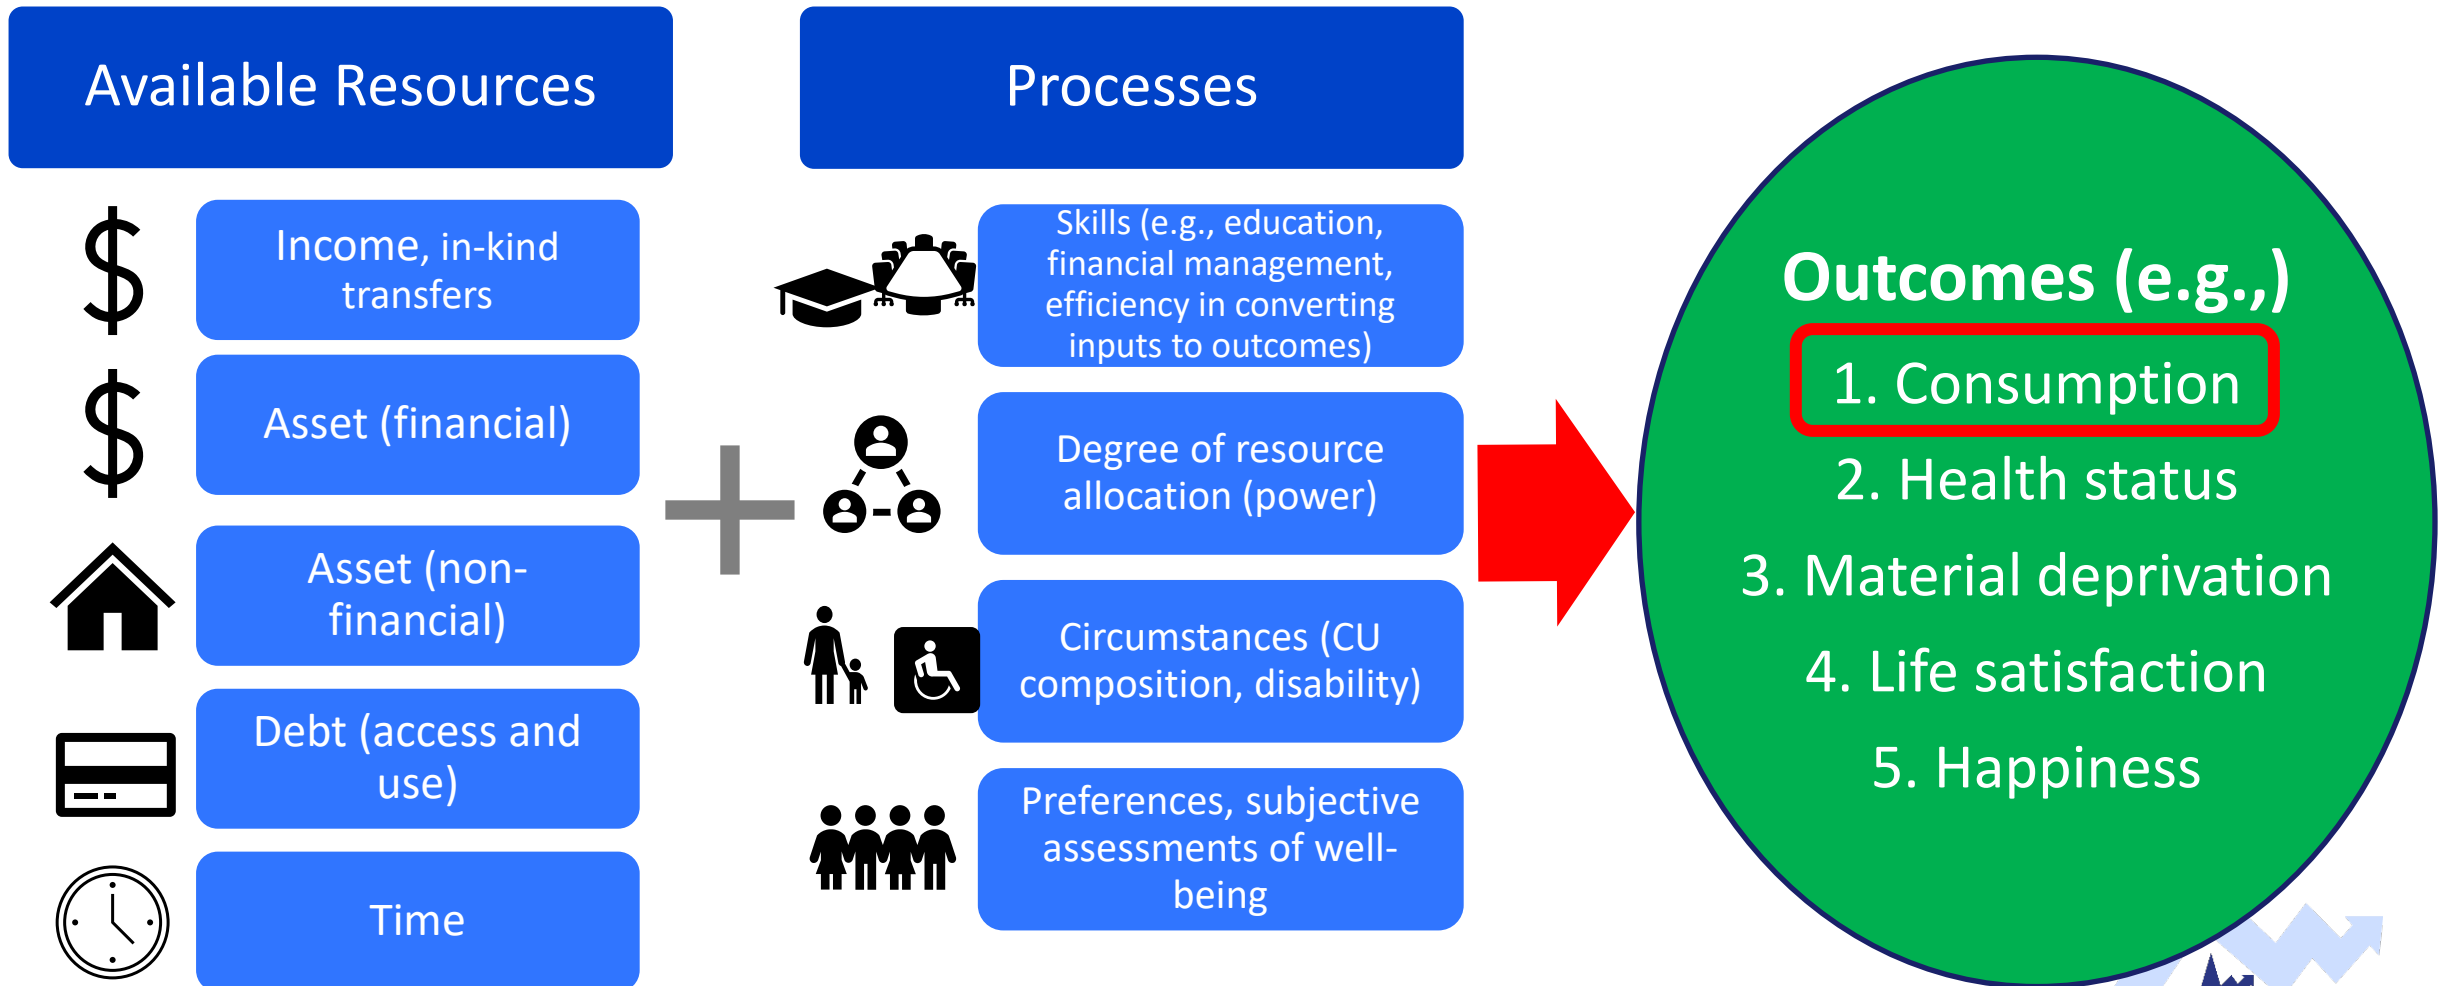 Available Resources
Income, in-kind
transfers
Asset (financial)
Asset (non-
financial)
Debt (access and
use)
Time
Processes
Skills (e.g., education,
financial management,
efficiency in converting
inputs to outcomes)
Degree of resource
allocation (power)
Circumstances (CU
composition, disability)
Preferences, subjective
assessments of well-
being
Outcomes (e.g.,)
1. Consumption
2. Health status
3. Material deprivation
4. Life satisfaction
5. Happiness